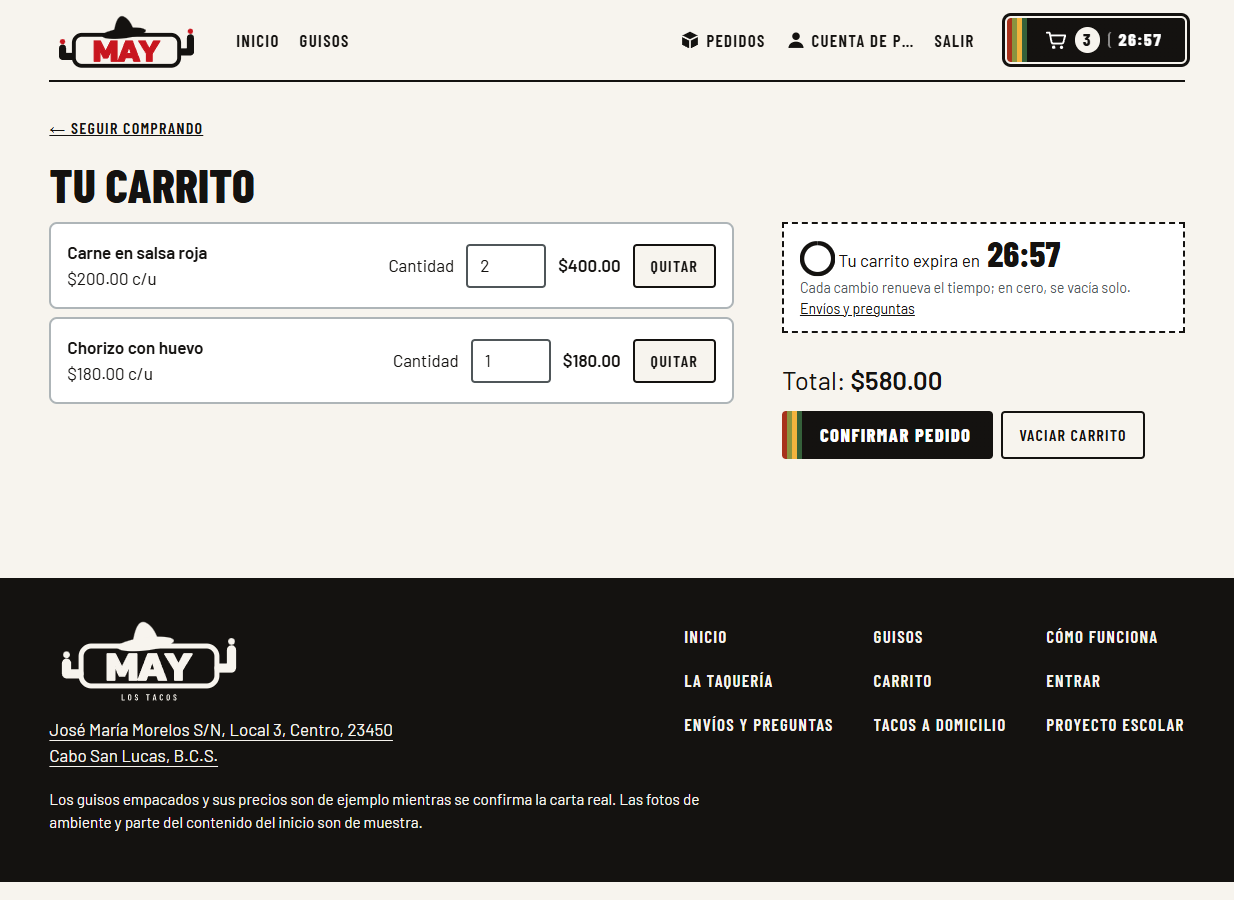 MAY
INICIO GUISOS
PEDIDOS CUENTA DE P... SALIR
3 26:57
← SEGUIR COMPRANDO
TU CARRITO
Carne en salsa roja
$200.00 c/u
Cantidad 2 $400.00 QUITAR
Chorizo con huevo
$180.00 c/u
Cantidad 1 $180.00 QUITAR
Tu carrito expira en 26:57
Cada cambio renueva el tiempo; en cero, se vacía solo.
Envíos y preguntas
Total: $580.00
CONFIRMAR PEDIDO VACIAR CARRITO
MAY
LOS TACOS
José María Morelos S/N, Local 3, Centro, 23450
Cabo San Lucas, B.C.S.
Los guisos empacados y sus precios son de ejemplo mientras se confirma la carta real. Las fotos de
ambiente y parte del contenido del inicio son de muestra.
INICIO GUISOS CÓMO FUNCIONA
LA TAQUERÍA CARRITO ENTRAR
ENVÍOS Y PREGUNTAS TACOS A DOMICILIO PROYECTO ESCOLAR